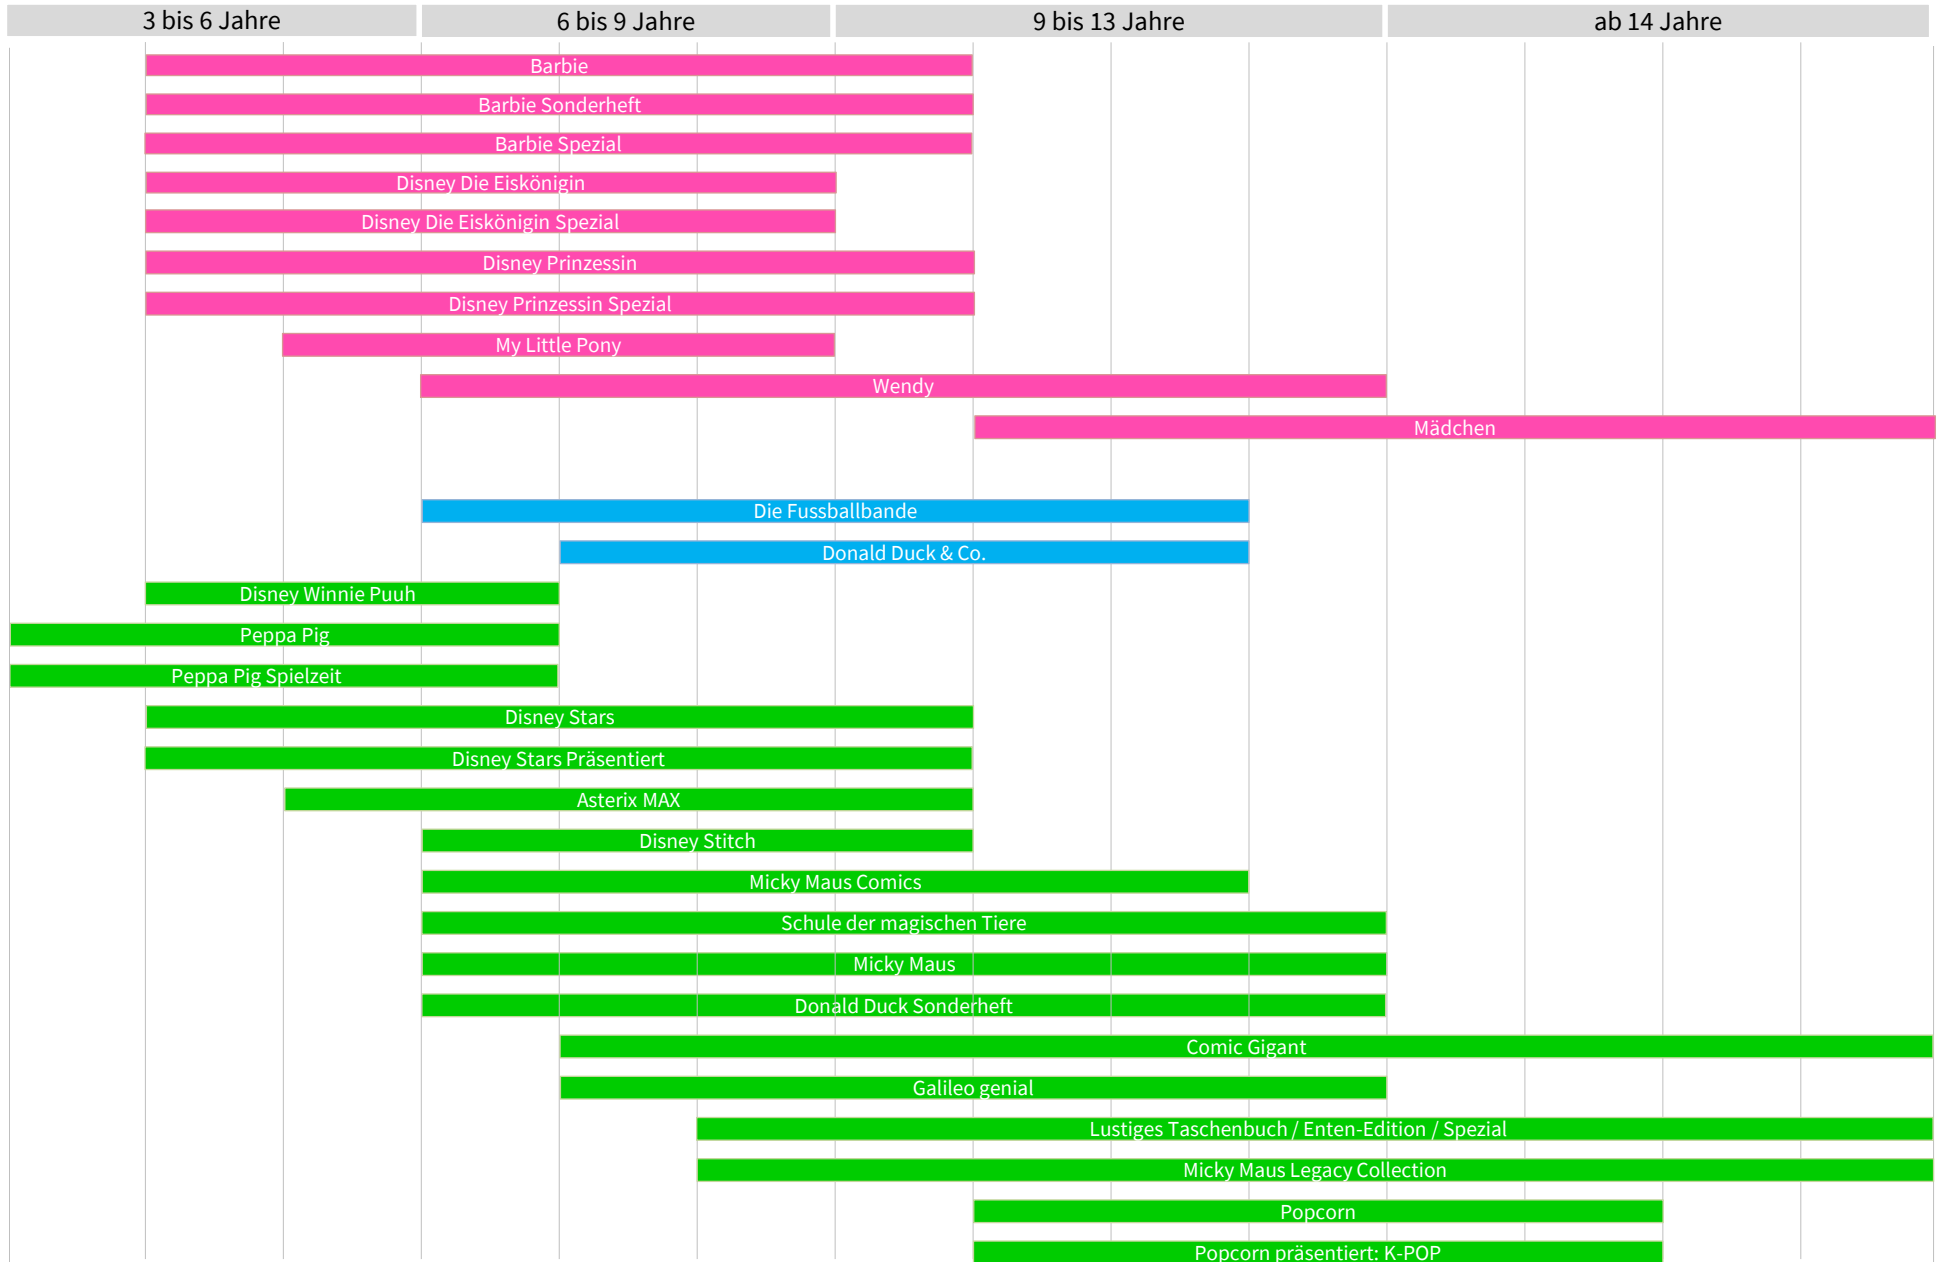 3 bis 6 Jahre 6 bis 9 Jahre 9 bis 13 Jahre ab 14 Jahre
Barbie
Barbie Sonderheft
Barbie Spezial
Disney Die Eiskönigin
Disney Die Eiskönigin Spezial
Disney Prinzessin
Disney Prinzessin Spezial
My Little Pony
Wendy
Mädchen
Die Fussballbande
Donald Duck & Co.
Disney Winnie Puuh
Peppa Pig
Peppa Pig Spielzeit
Disney Stars
Disney Stars Präsentiert
Asterix MAX
Disney Stitch
Micky Maus Comics
Schule der magischen Tiere
Micky Maus
Donald Duck Sonderheft
Comic Gigant
Galileo genial
Lustiges Taschenbuch / Enten-Edition / Spezial
Micky Maus Legacy Collection
Popcorn
Popcorn präsentiert: K-POP